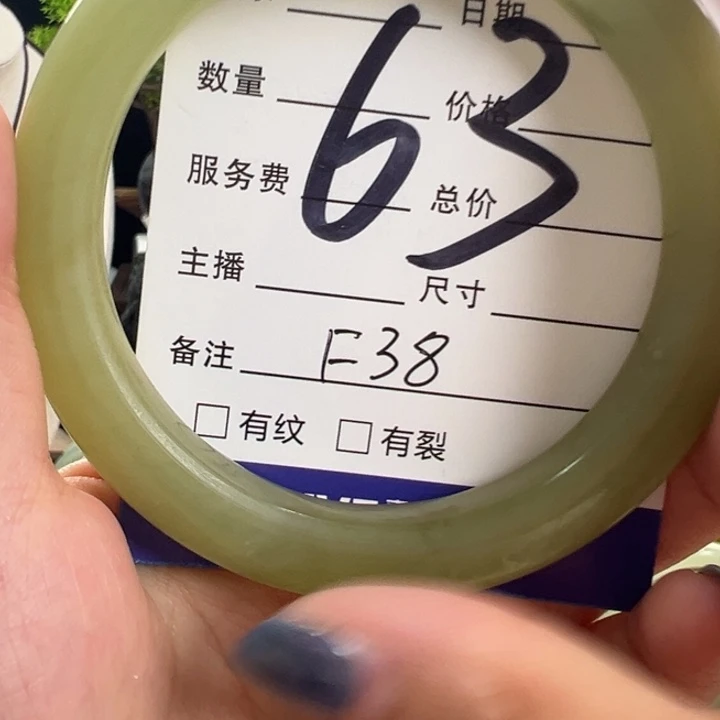 日期
数量 价格
63
服务费 总价
主播 尺寸
备注 F38
□ 有纹 □ 有裂